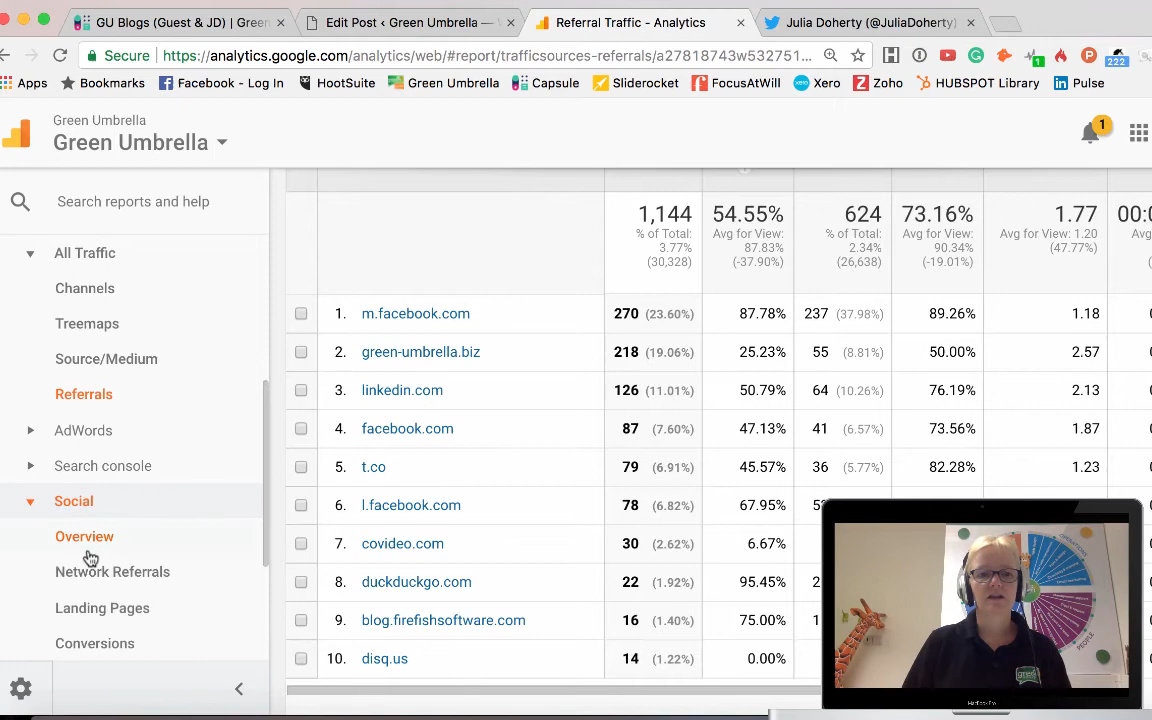 GU Blogs (Guest & JD) | Green
Edit Post ‹ Green Umbrella —
Referral Traffic - Analytics
Julia Doherty (@JuliaDoherty)
Secure
https://analytics.google.com/analytics/web/#report/trafficsources-referrals/a27818743w532751...
222
Apps
Bookmarks
Facebook - Log In
HootSuite
Green Umbrella
Capsule
Sliderocket
FocusAtWill
Xero
Zoho
HUBSPOT Library
Pulse
Green Umbrella
Green Umbrella
1
Search reports and help
All Traffic
Channels
Treemaps
Source/Medium
Referrals
AdWords
Search console
Social
Overview
Network Referrals
Landing Pages
Conversions
1,144 54.55% 624 73.16% 1.77
% of Total: Avg for View: % of Total: Avg for View: Avg for View: 1.20
3.77% 87.83% 2.34% 90.34% (47.77%)
(30,328) (-37.90%) (26,638) (-19.01%)
1. m.facebook.com 270 (23.60%) 87.78% 237 (37.98%) 89.26% 1.18
2. green-umbrella.biz 218 (19.06%) 25.23% 55 (8.81%) 50.00% 2.57
3. linkedin.com 126 (11.01%) 50.79% 64 (10.26%) 76.19% 2.13
4. facebook.com 87 (7.60%) 47.13% 41 (6.57%) 73.56% 1.87
5. t.co 79 (6.91%) 45.57% 36 (5.77%) 82.28% 1.23
6. l.facebook.com 78 (6.82%) 67.95%
7. covideo.com 30 (2.62%) 6.67%
8. duckduckgo.com 22 (1.92%) 95.45%
9. blog.firefishsoftware.com 16 (1.40%) 75.00%
10. disq.us 14 (1.22%) 0.00%
PEOPLE
green
MacBook Pro